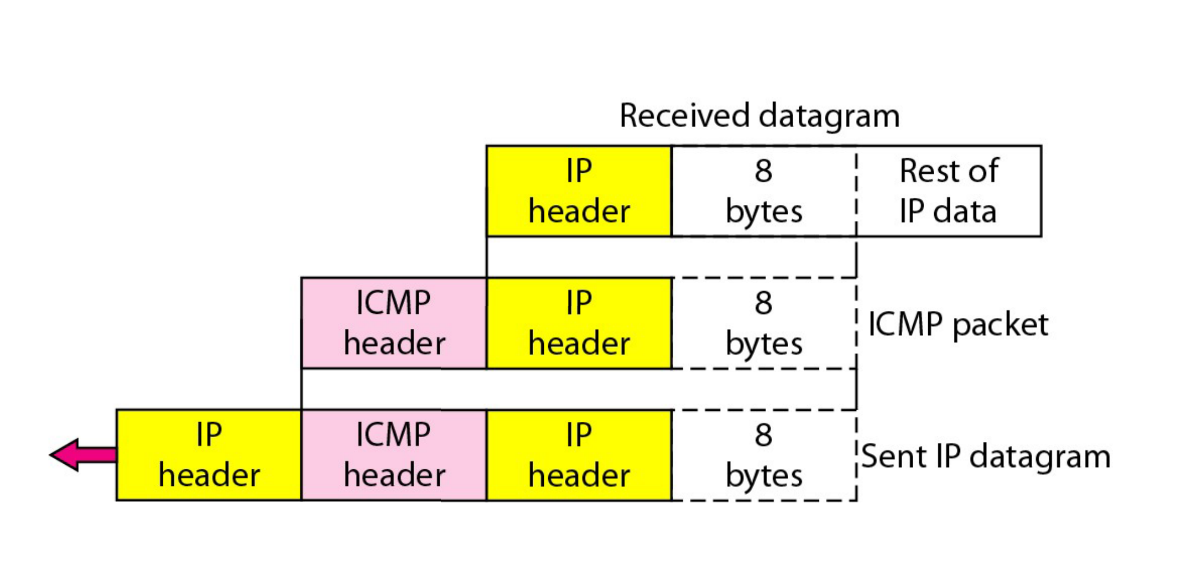 Received datagram
IP
header
8
bytes
Rest of
IP data
ICMP
header
IP
header
8
bytes
ICMP packet
IP
header
ICMP
header
IP
header
8
bytes
Sent IP datagram